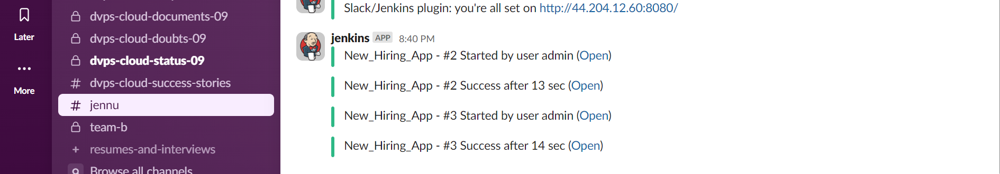 Later
More
dvps-cloud-documents-09
dvps-cloud-doubts-09
dvps-cloud-status-09
# dvps-cloud-success-stories
# jennu
team-b
+ resumes-and-interviews
Browse all channels
Slack/Jenkins plugin: you're all set on http://44.204.12.60:8080/
jenkins APP 8:40 PM
New_Hiring_App - #2 Started by user admin (Open)
New_Hiring_App - #2 Success after 13 sec (Open)
New_Hiring_App - #3 Started by user admin (Open)
New_Hiring_App - #3 Success after 14 sec (Open)